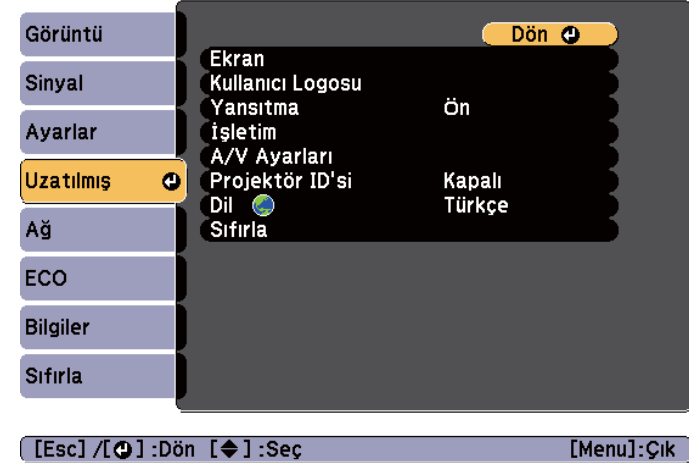 Görüntü
Sinyal
Ayarlar
Uzatılmış
Ağ
ECO
Bilgiler
Sıfırla
Dön
Ekran
Kullanıcı Logosu
Yansıtma Ön
İşletim
A/V Ayarları
Projektör ID'si Kapalı
Dil Türkçe
Sıfırla
[Esc] /[ ] :Dön [ ] :Seç [Menu]:Çık